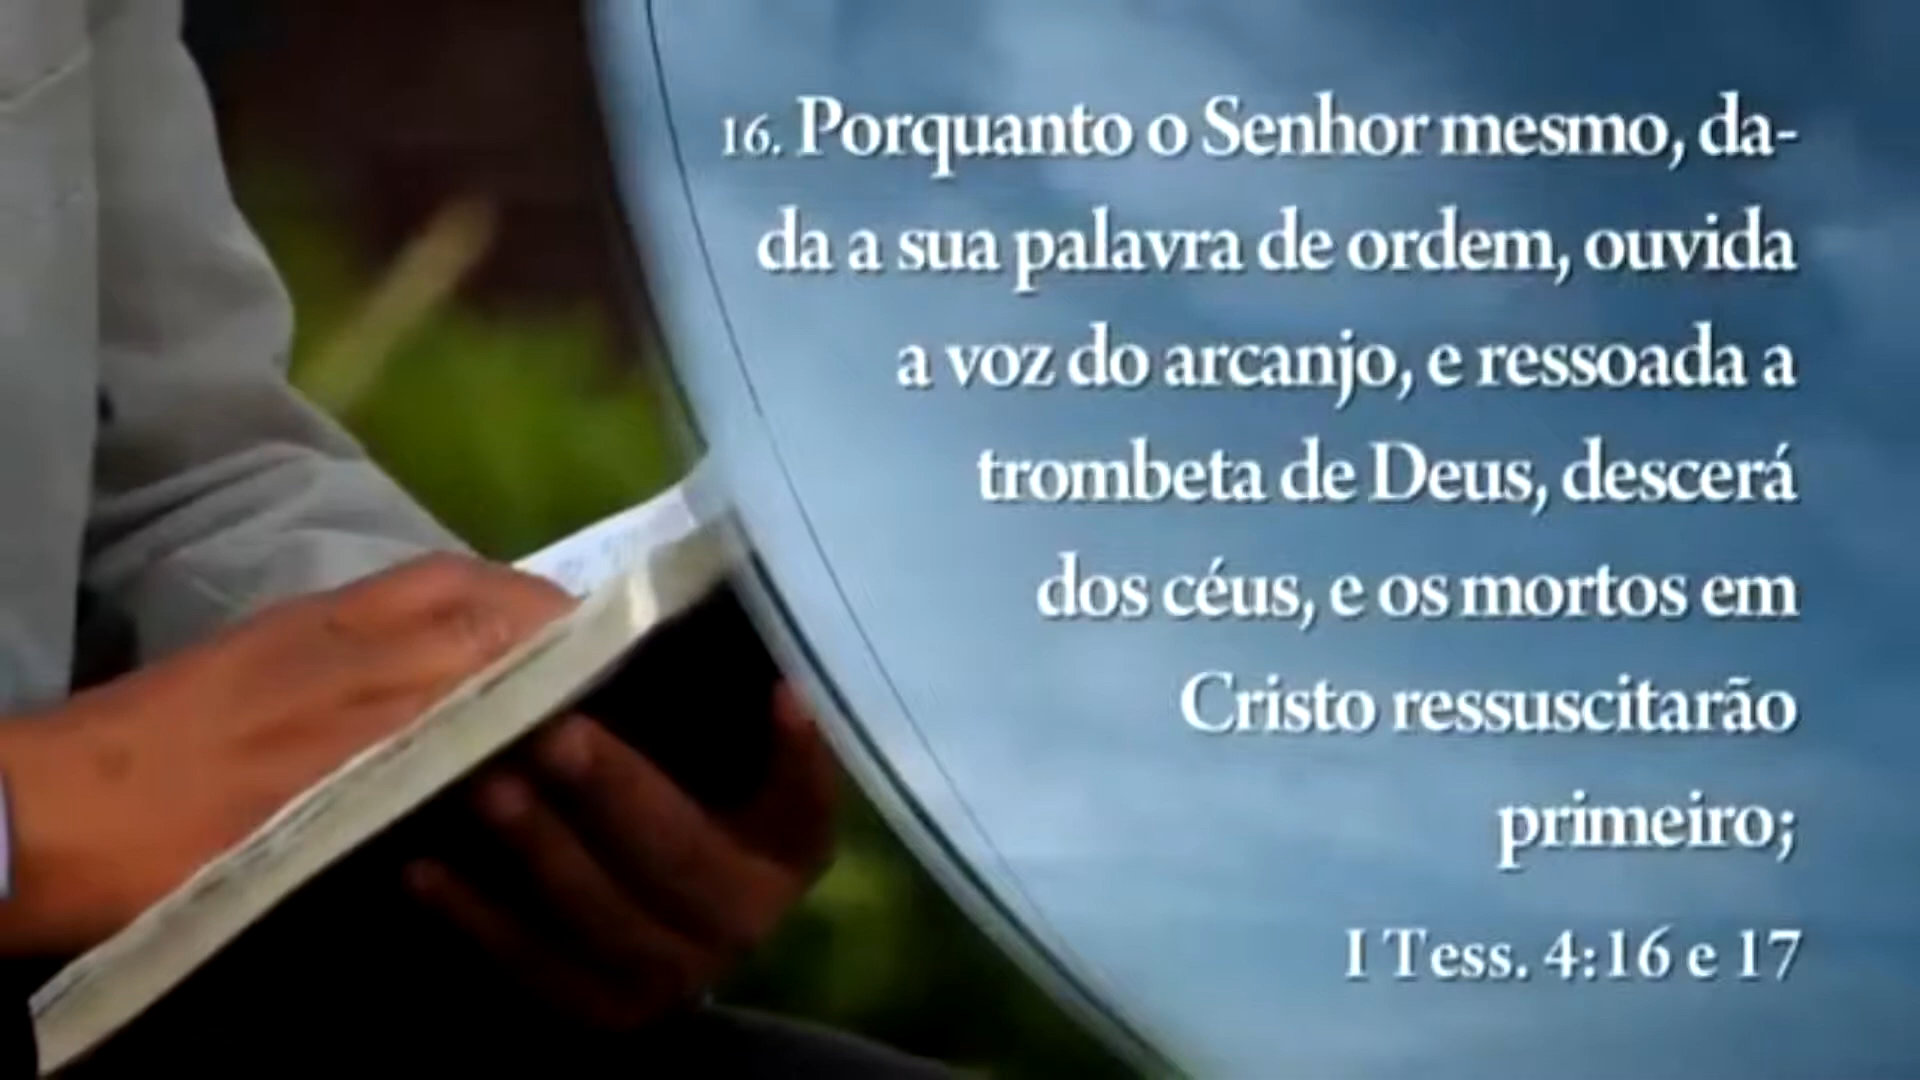 16. Porquanto o Senhor mesmo, da-
da a sua palavra de ordem, ouvida
a voz do arcanjo, e ressoada a
trombeta de Deus, descerá
dos céus, e os mortos em
Cristo ressuscitarão
primeiro;
I Tess. 4:16 e 17